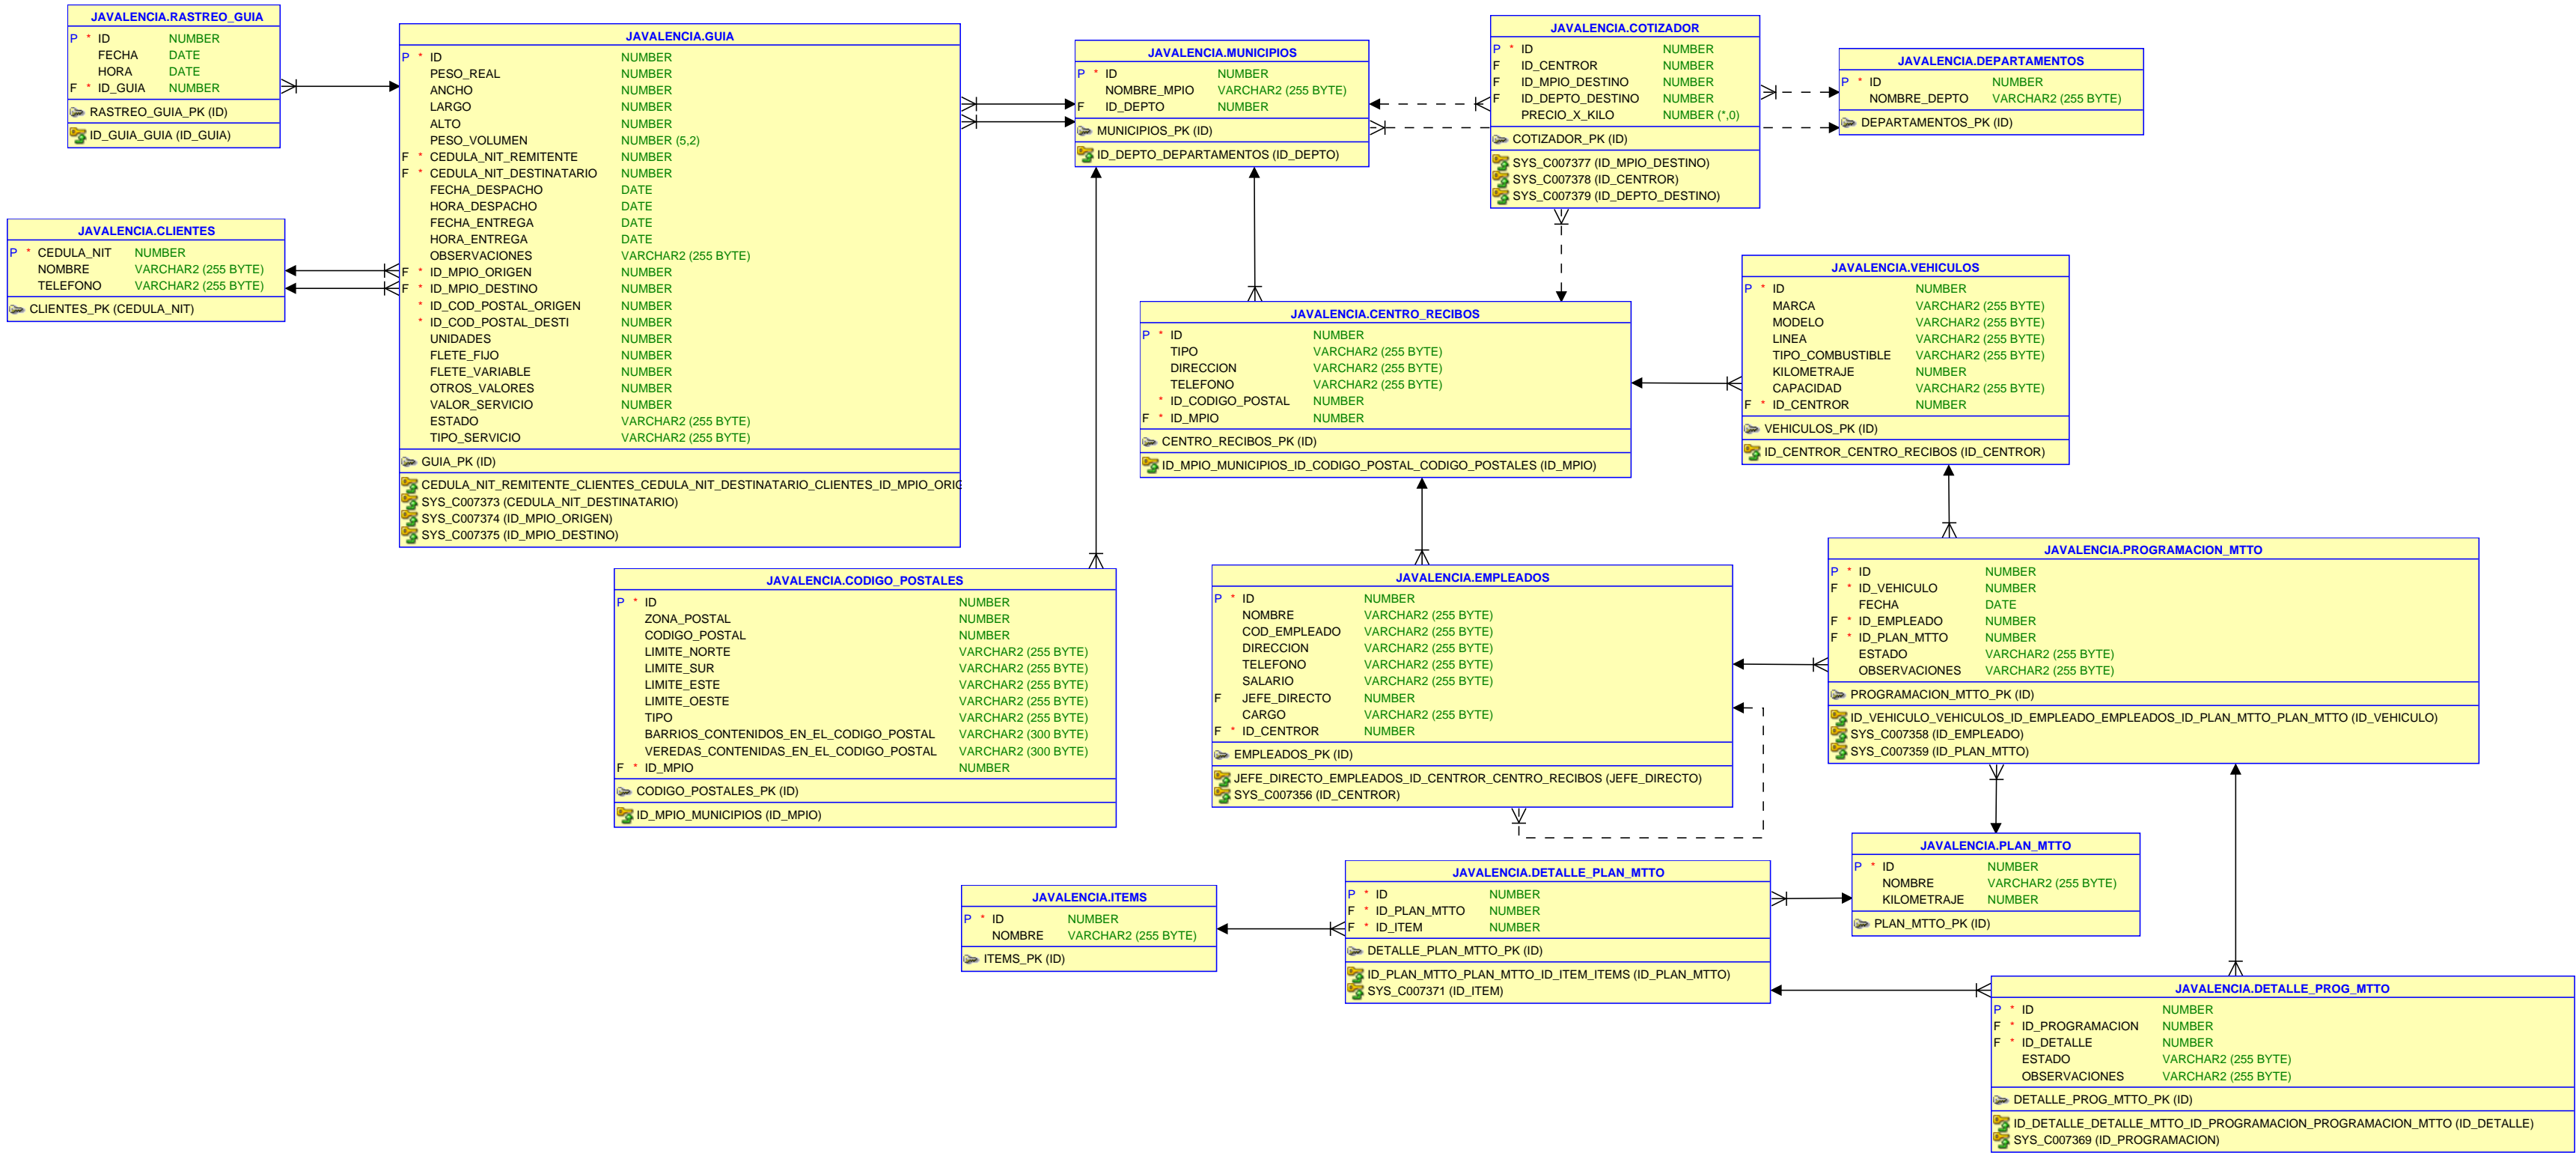 JAVALENCIA.RASTREO_GUIA
P * ID NUMBER
FECHA DATE
HORA DATE
F * ID_GUIA NUMBER
RASTREO_GUIA_PK (ID)
ID_GUIA_GUIA (ID_GUIA)
JAVALENCIA.CLIENTES
P * CEDULA_NIT NUMBER
NOMBRE VARCHAR2 (255 BYTE)
TELEFONO VARCHAR2 (255 BYTE)
CLIENTES_PK (CEDULA_NIT)
JAVALENCIA.GUIA
P * ID NUMBER
PESO_REAL NUMBER
ANCHO NUMBER
LARGO NUMBER
ALTO NUMBER
PESO_VOLUMEN NUMBER (5,2)
F * CEDULA_NIT_REMITENTE NUMBER
F * CEDULA_NIT_DESTINATARIO NUMBER
FECHA_DESPACHO DATE
HORA_DESPACHO DATE
FECHA_ENTREGA DATE
HORA_ENTREGA DATE
OBSERVACIONES VARCHAR2 (255 BYTE)
F * ID_MPIO_ORIGEN NUMBER
F * ID_MPIO_DESTINO NUMBER
* ID_COD_POSTAL_ORIGEN NUMBER
* ID_COD_POSTAL_DESTI NUMBER
UNIDADES NUMBER
FLETE_FIJO NUMBER
FLETE_VARIABLE NUMBER
OTROS_VALORES NUMBER
VALOR_SERVICIO NUMBER
ESTADO VARCHAR2 (255 BYTE)
TIPO_SERVICIO VARCHAR2 (255 BYTE)
GUIA_PK (ID)
CEDULA_NIT_REMITENTE_CLIENTES_CEDULA_NIT_DESTINATARIO_CLIENTES_ID_MPIO_ORIG
SYS_C007373 (CEDULA_NIT_DESTINATARIO)
SYS_C007374 (ID_MPIO_ORIGEN)
SYS_C007375 (ID_MPIO_DESTINO)
JAVALENCIA.MUNICIPIOS
P * ID NUMBER
NOMBRE_MPIO VARCHAR2 (255 BYTE)
F ID_DEPTO NUMBER
MUNICIPIOS_PK (ID)
ID_DEPTO_DEPARTAMENTOS (ID_DEPTO)
JAVALENCIA.COTIZADOR
P * ID NUMBER
F ID_CENTROR NUMBER
F ID_MPIO_DESTINO NUMBER
F ID_DEPTO_DESTINO NUMBER
PRECIO_X_KILO NUMBER (*,0)
COTIZADOR_PK (ID)
SYS_C007377 (ID_MPIO_DESTINO)
SYS_C007378 (ID_CENTROR)
SYS_C007379 (ID_DEPTO_DESTINO)
JAVALENCIA.DEPARTAMENTOS
P * ID NUMBER
NOMBRE_DEPTO VARCHAR2 (255 BYTE)
DEPARTAMENTOS_PK (ID)
JAVALENCIA.CENTRO_RECIBOS
P * ID NUMBER
TIPO VARCHAR2 (255 BYTE)
DIRECCION VARCHAR2 (255 BYTE)
TELEFONO VARCHAR2 (255 BYTE)
* ID_CODIGO_POSTAL NUMBER
F * ID_MPIO NUMBER
CENTRO_RECIBOS_PK (ID)
ID_MPIO_MUNICIPIOS_ID_CODIGO_POSTAL_CODIGO_POSTALES (ID_MPIO)
JAVALENCIA.VEHICULOS
P * ID NUMBER
MARCA VARCHAR2 (255 BYTE)
MODELO VARCHAR2 (255 BYTE)
LINEA VARCHAR2 (255 BYTE)
TIPO_COMBUSTIBLE VARCHAR2 (255 BYTE)
KILOMETRAJE NUMBER
CAPACIDAD VARCHAR2 (255 BYTE)
F * ID_CENTROR NUMBER
VEHICULOS_PK (ID)
ID_CENTROR_CENTRO_RECIBOS (ID_CENTROR)
JAVALENCIA.CODIGO_POSTALES
P * ID NUMBER
ZONA_POSTAL NUMBER
CODIGO_POSTAL NUMBER
LIMITE_NORTE VARCHAR2 (255 BYTE)
LIMITE_SUR VARCHAR2 (255 BYTE)
LIMITE_ESTE VARCHAR2 (255 BYTE)
LIMITE_OESTE VARCHAR2 (255 BYTE)
TIPO VARCHAR2 (255 BYTE)
BARRIOS_CONTENIDOS_EN_EL_CODIGO_POSTAL VARCHAR2 (300 BYTE)
VEREDAS_CONTENIDAS_EN_EL_CODIGO_POSTAL VARCHAR2 (300 BYTE)
F * ID_MPIO NUMBER
CODIGO_POSTALES_PK (ID)
ID_MPIO_MUNICIPIOS (ID_MPIO)
JAVALENCIA.EMPLEADOS
P * ID NUMBER
NOMBRE VARCHAR2 (255 BYTE)
COD_EMPLEADO VARCHAR2 (255 BYTE)
DIRECCION VARCHAR2 (255 BYTE)
TELEFONO VARCHAR2 (255 BYTE)
SALARIO VARCHAR2 (255 BYTE)
F JEFE_DIRECTO NUMBER
CARGO VARCHAR2 (255 BYTE)
F * ID_CENTROR NUMBER
EMPLEADOS_PK (ID)
JEFE_DIRECTO_EMPLEADOS_ID_CENTROR_CENTRO_RECIBOS (JEFE_DIRECTO)
SYS_C007356 (ID_CENTROR)
JAVALENCIA.PROGRAMACION_MTTO
P * ID NUMBER
F * ID_VEHICULO NUMBER
FECHA DATE
F * ID_EMPLEADO NUMBER
F * ID_PLAN_MTTO NUMBER
ESTADO VARCHAR2 (255 BYTE)
OBSERVACIONES VARCHAR2 (255 BYTE)
PROGRAMACION_MTTO_PK (ID)
ID_VEHICULO_VEHICULOS_ID_EMPLEADO_EMPLEADOS_ID_PLAN_MTTO_PLAN_MTTO (ID_VEHICULO)
SYS_C007358 (ID_EMPLEADO)
SYS_C007359 (ID_PLAN_MTTO)
JAVALENCIA.PLAN_MTTO
P * ID NUMBER
NOMBRE VARCHAR2 (255 BYTE)
KILOMETRAJE NUMBER
PLAN_MTTO_PK (ID)
JAVALENCIA.ITEMS
P * ID NUMBER
NOMBRE VARCHAR2 (255 BYTE)
ITEMS_PK (ID)
JAVALENCIA.DETALLE_PLAN_MTTO
P * ID NUMBER
F * ID_PLAN_MTTO NUMBER
F * ID_ITEM NUMBER
DETALLE_PLAN_MTTO_PK (ID)
ID_PLAN_MTTO_PLAN_MTTO_ID_ITEM_ITEMS (ID_PLAN_MTTO)
SYS_C007371 (ID_ITEM)
JAVALENCIA.DETALLE_PROG_MTTO
P * ID NUMBER
F * ID_PROGRAMACION NUMBER
F * ID_DETALLE NUMBER
ESTADO VARCHAR2 (255 BYTE)
OBSERVACIONES VARCHAR2 (255 BYTE)
DETALLE_PROG_MTTO_PK (ID)
ID_DETALLE_DETALLE_MTTO_ID_PROGRAMACION_PROGRAMACION_MTTO (ID_DETALLE)
SYS_C007369 (ID_PROGRAMACION)